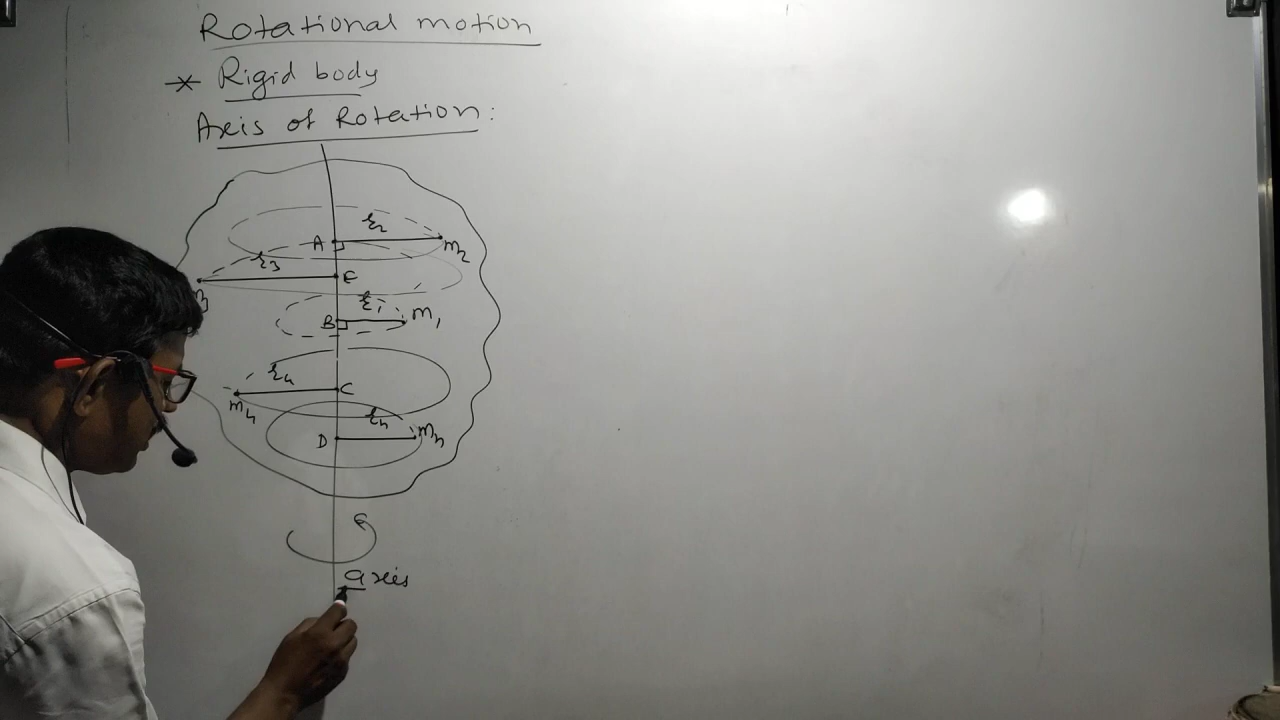 Rotational motion
* Rigid body
Axis of Rotation:
A r2 m2
r3 E
B r1 m1
r4 C
m4
rn
D mn
axis